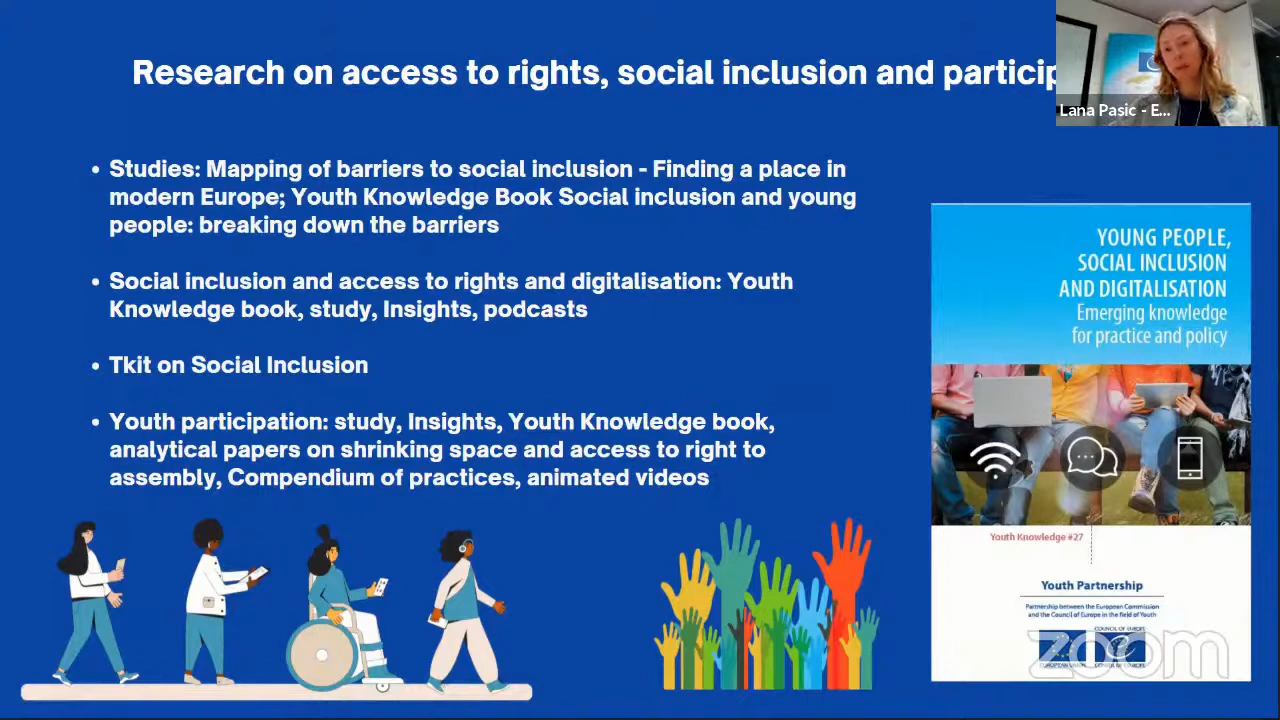 Research on access to rights, social inclusion and particip
Lana Pasic - E...
• Studies: Mapping of barriers to social inclusion - Finding a place in
modern Europe; Youth Knowledge Book Social inclusion and young
people: breaking down the barriers
• Social inclusion and access to rights and digitalisation: Youth
Knowledge book, study, Insights, podcasts
• Tkit on Social Inclusion
• Youth participation: study, Insights, Youth Knowledge book,
analytical papers on shrinking space and access to right to
assembly, Compendium of practices, animated videos
YOUNG PEOPLE,
SOCIAL INCLUSION
AND DIGITALISATION
Emerging knowledge
for practice and policy
Youth Knowledge #27
Youth Partnership
Partnership between the European Commission
and the Council of Europe in the field of Youth
COUNCIL OF EUROPE
EUROPEAN UNION CONSEIL DE L'EUROPE
zoom